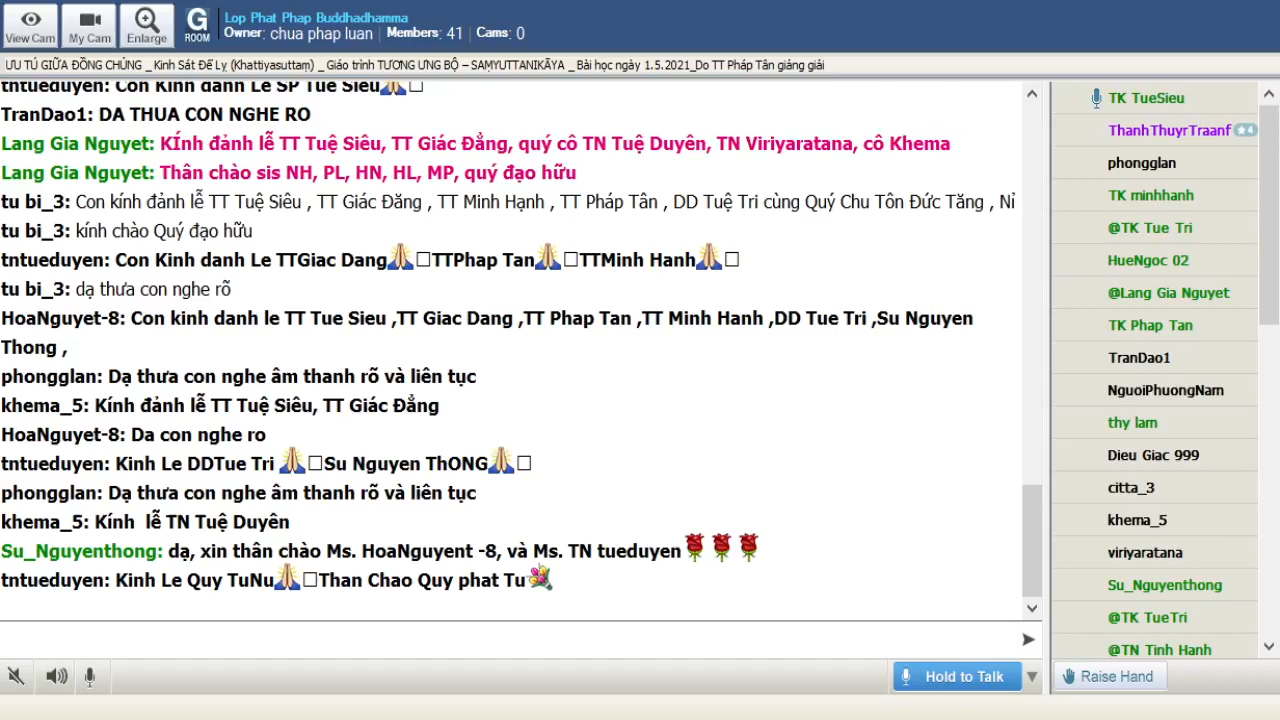 View Cam
My Cam
Enlarge
G
ROOM
Lop Phat Phap Buddhadhamma
Owner: chua phap luan | Members: 41 | Cams: 0
ƯU TÚ GIỮA ĐỒNG CHỦNG _ Kinh Sát Đế Lỵ (Khattiyasuttaṃ) _ Giáo trình TƯƠNG ƯNG BỘ – SAṂYUTTANIKĀYA _ Bài học ngày 1.5.2021_Do TT Pháp Tân giảng giải
tntueduyen: Con Kinh danh Le SP Tue Sieu🙏□
TranDao1: DA THUA CON NGHE RO
Lang Gia Nguyet: KÍnh đảnh lễ TT Tuệ Siêu, TT Giác Đẳng, quý cô TN Tuệ Duyên, TN Viriyaratana, cô Khema
Lang Gia Nguyet: Thân chào sis NH, PL, HN, HL, MP, quý đạo hữu
tu bi_3: Con kính đảnh lễ TT Tuệ Siêu , TT Giác Đăng , TT Minh Hạnh , TT Pháp Tân , DD Tuệ Tri cùng Quý Chu Tôn Đức Tăng , Nỉ
tu bi_3: kính chào Quý đạo hữu
tntueduyen: Con Kinh danh Le TTGiac Dang🙏□TTPhap Tan🙏□TTMinh Hanh🙏□
tu bi_3: dạ thưa con nghe rõ
HoaNguyet-8: Con kinh danh le TT Tue Sieu ,TT Giac Dang ,TT Phap Tan ,TT Minh Hanh ,DD Tue Tri ,Su Nguyen
Thong ,
phongglan: Dạ thưa con nghe âm thanh rõ và liên tục
khema_5: Kính đảnh lễ TT Tuệ Siêu, TT Giác Đẳng
HoaNguyet-8: Da con nghe ro
tntueduyen: Kinh Le DDTue Tri 🙏□Su Nguyen ThONG🙏□
phongglan: Dạ thưa con nghe âm thanh rõ và liên tục
khema_5: Kính lễ TN Tuệ Duyên
Su_Nguyenthong: dạ, xin thân chào Ms. HoaNguyent -8, và Ms. TN tueduyen🌹🌹🌹
tntueduyen: Kinh Le Quy TuNu🙏□Than Chao Quy phat Tu💐
Hold to Talk
TK TueSieu
ThanhThuyrTraanf ★4
phongglan
TK minhhanh
@TK Tue Tri
HueNgoc 02
@Lang Gia Nguyet
TK Phap Tan
TranDao1
NguoiPhuongNam
thy lam
Dieu Giac 999
citta_3
khema_5
viriyaratana
Su_Nguyenthong
@TK TueTri
@TN Tinh Hanh
Raise Hand